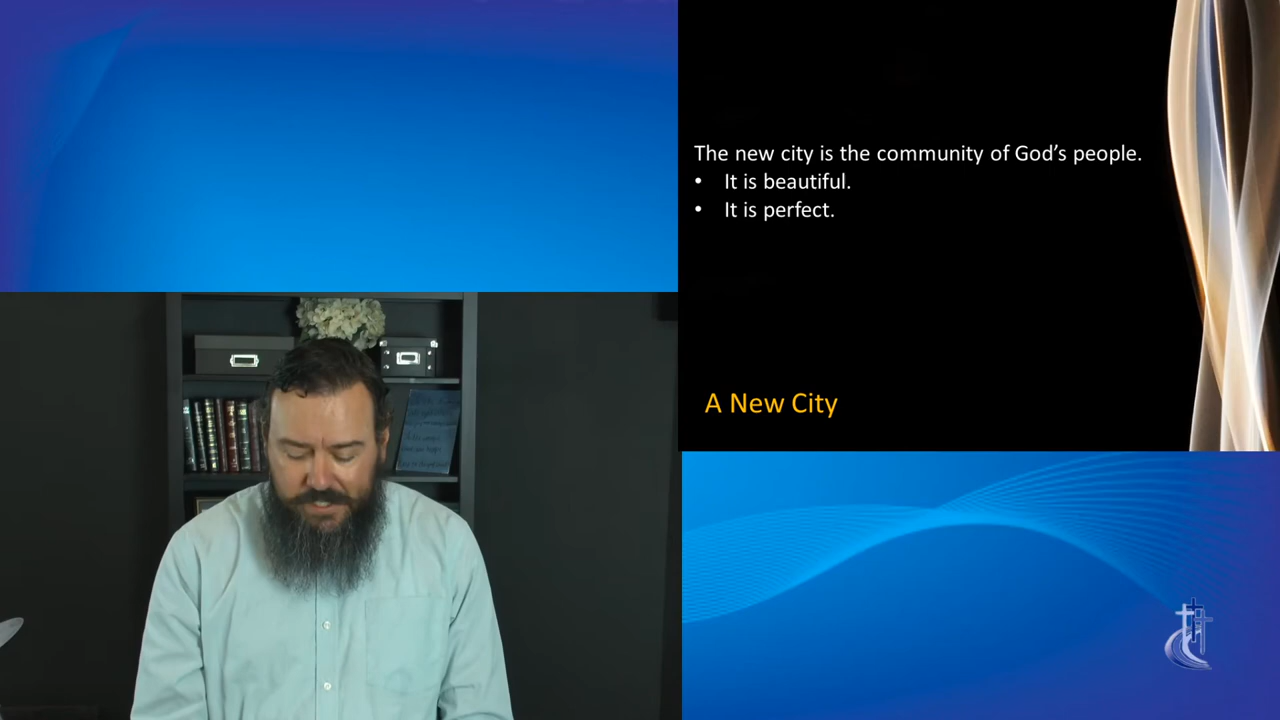 The new city is the community of God’s people.
• It is beautiful.
• It is perfect.
A New City